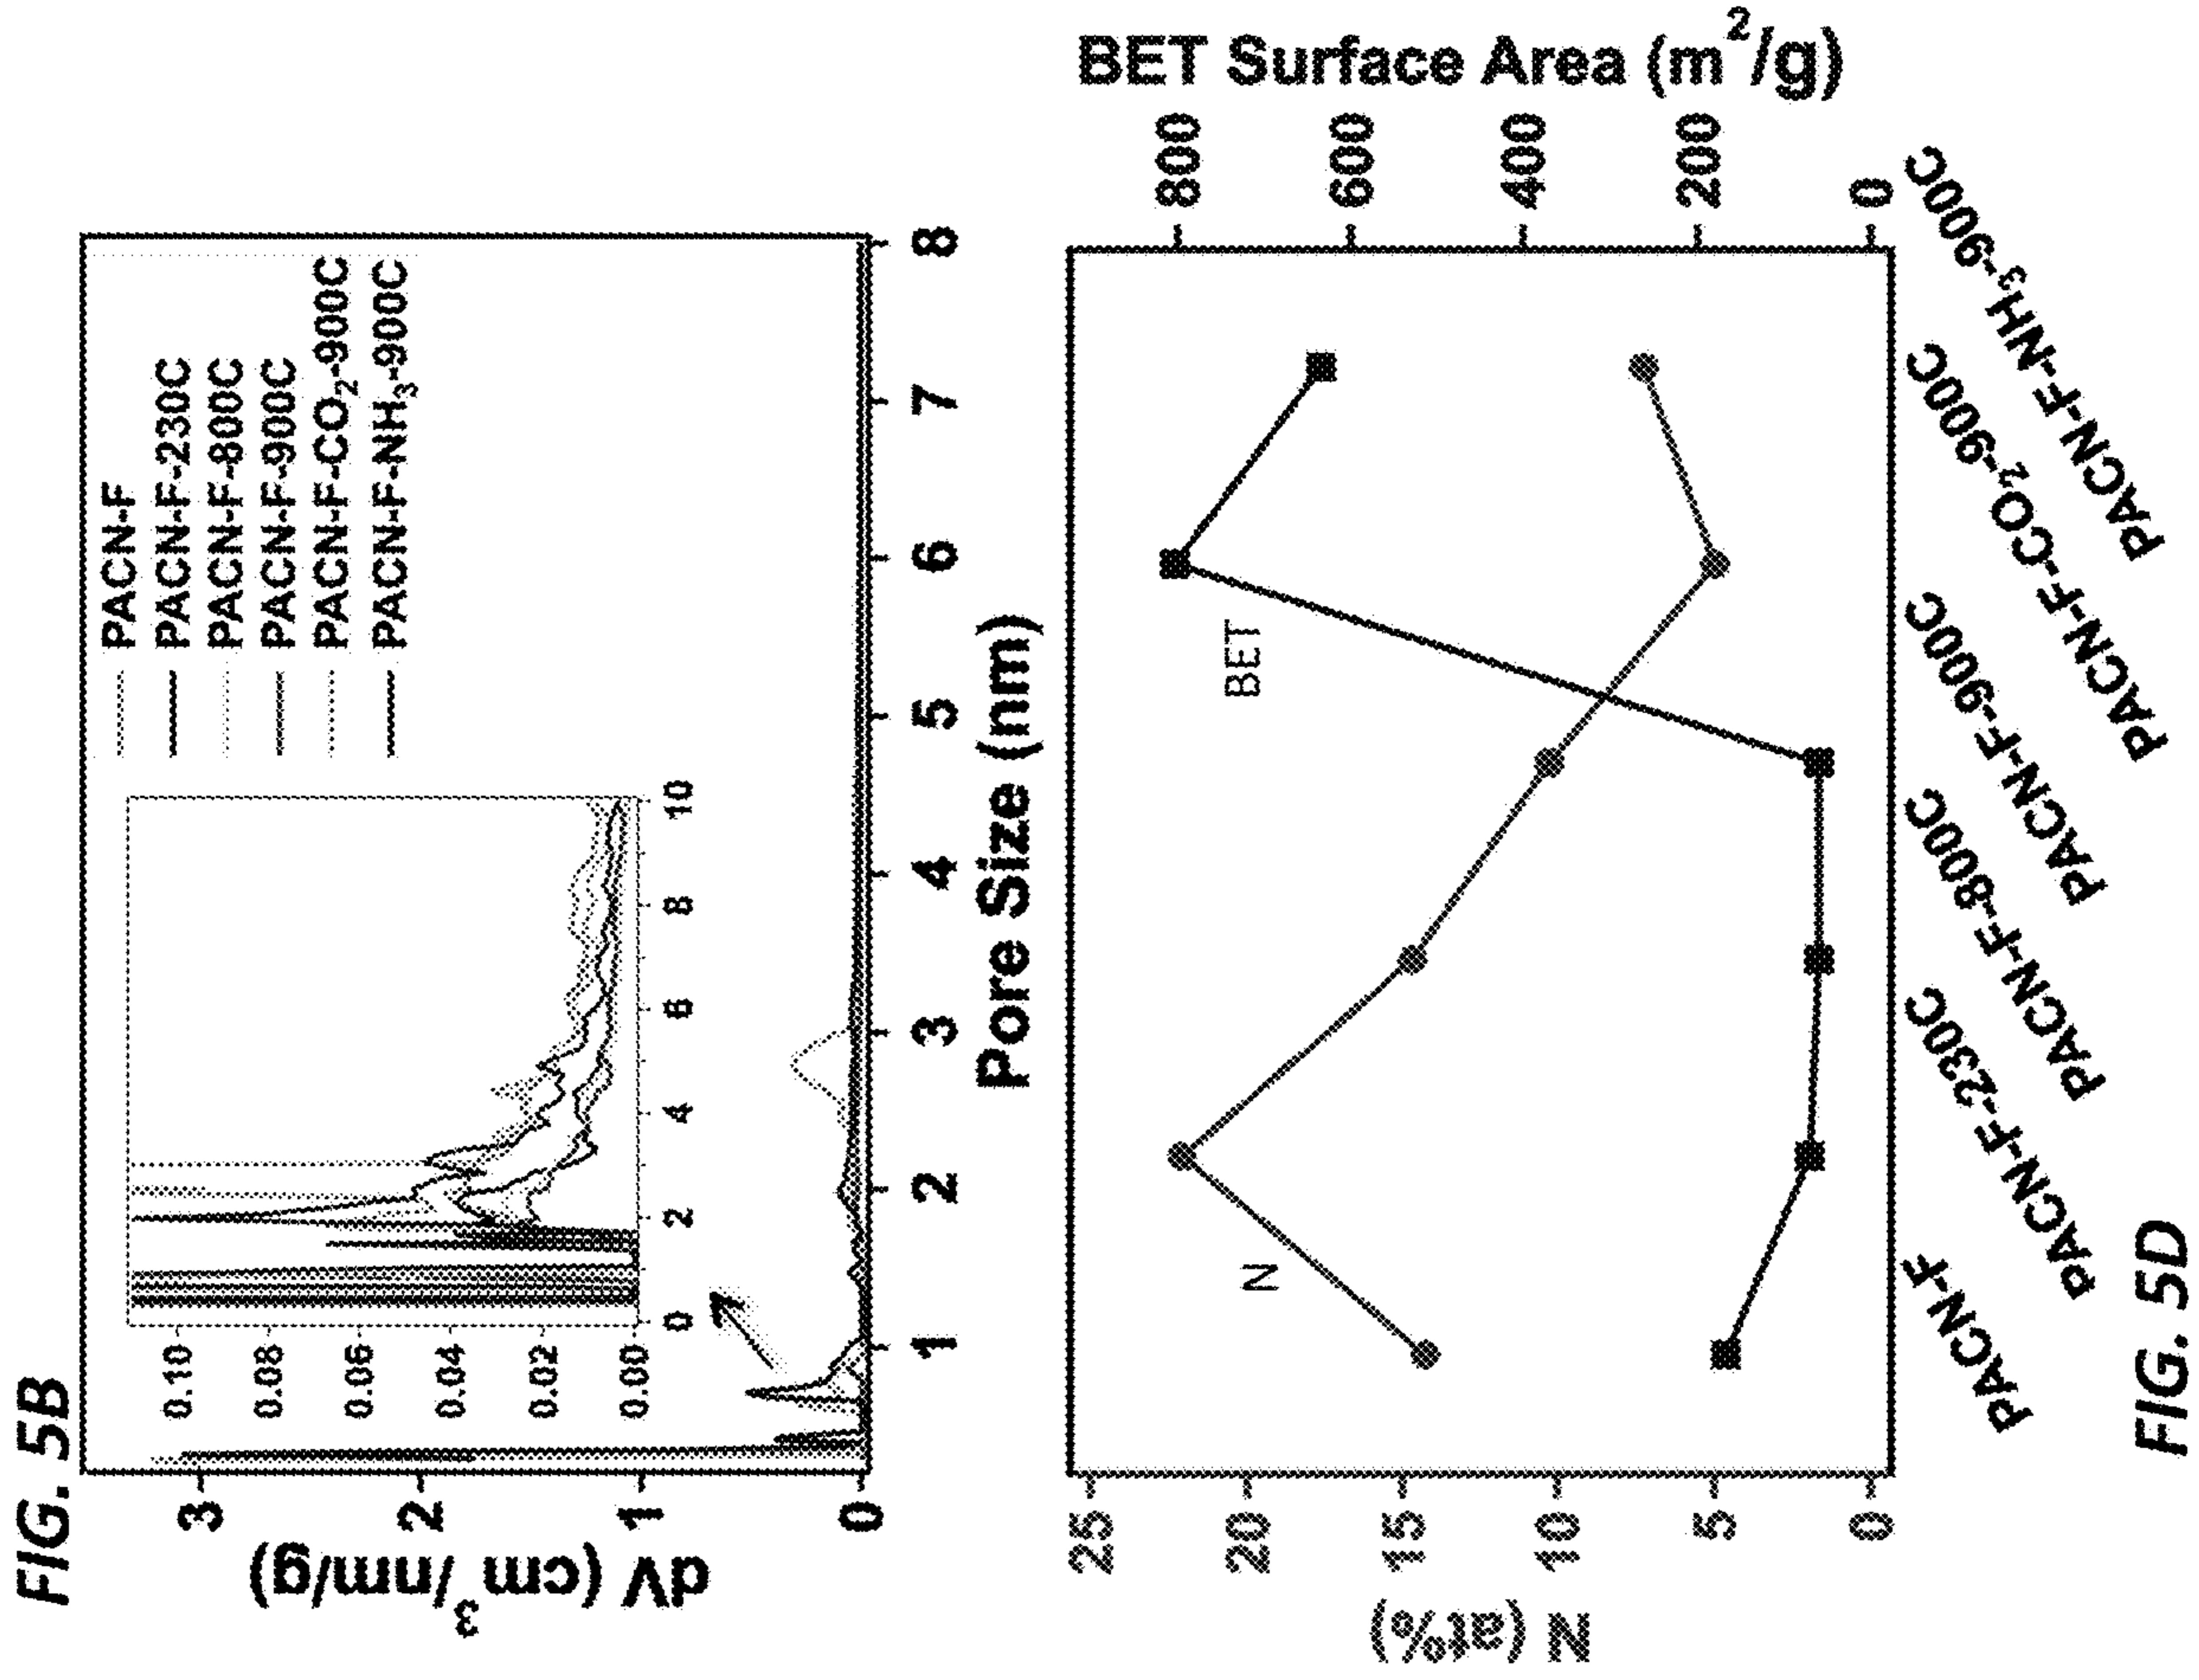 FIG. 5B
dV (cm3/nm/g)
3
2
1
0
0.10
0.08
0.06
0.04
0.02
0.00
0
2
4
6
8
10
PACN-F
PACN-F-230C
PACN-F-800C
PACN-F-900C
PACN-F-CO2-900C
PACN-F-NH3-900C
1
2
3
4
5
6
7
8
Pore Size (nm)
N (at%)
25
20
15
10
5
0
N
BET
BET Surface Area (m2/g)
800
600
400
200
0
PACN-F
PACN-F-230C
PACN-F-800C
PACN-F-900C
PACN-F-CO2-900C
PACN-F-NH3-900C
FIG. 5D